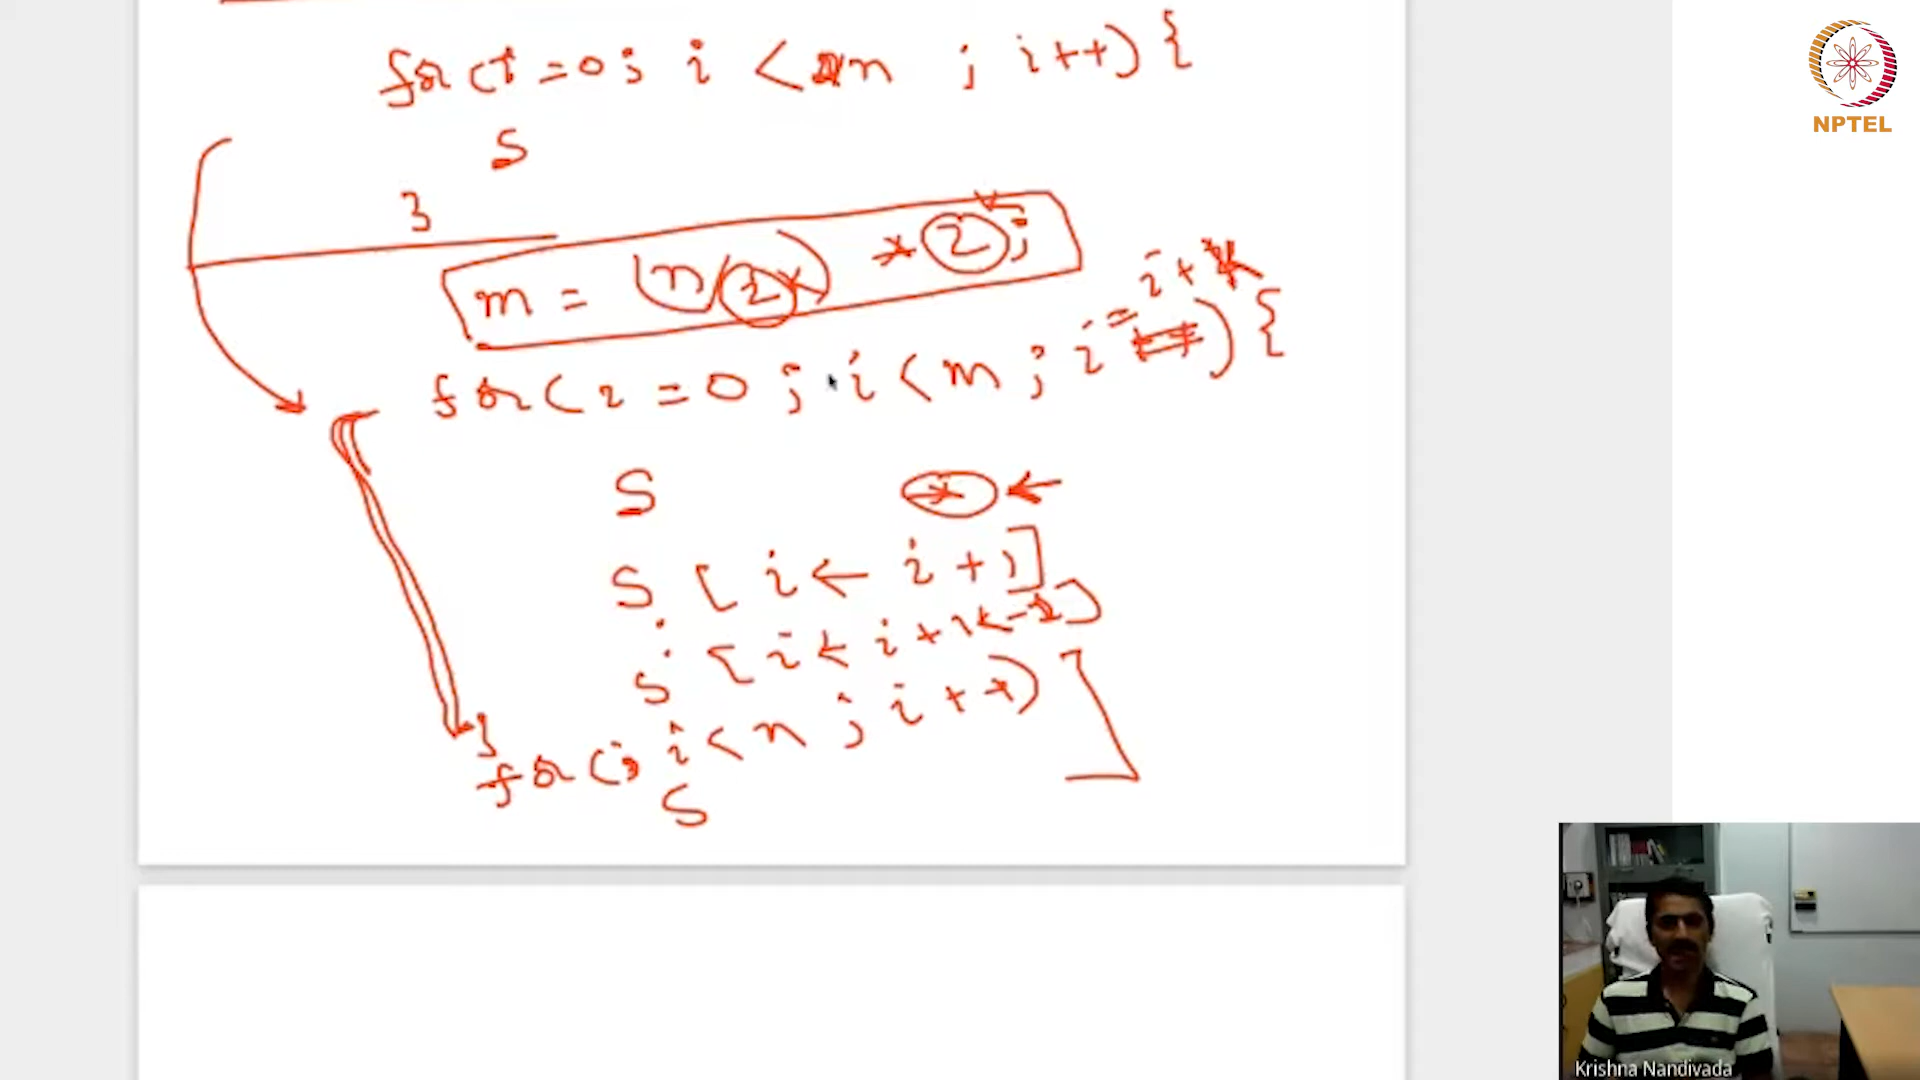 for(i=0; i < n ; i++){
S
}
m = (n/2) * 2;
for(i=0; i<m; i=i+k){
S *←
S [i ← i+1]
S [i ← i+k-1]
}
for(; i<n; i++)
S
NPTEL
Krishna Nandivada